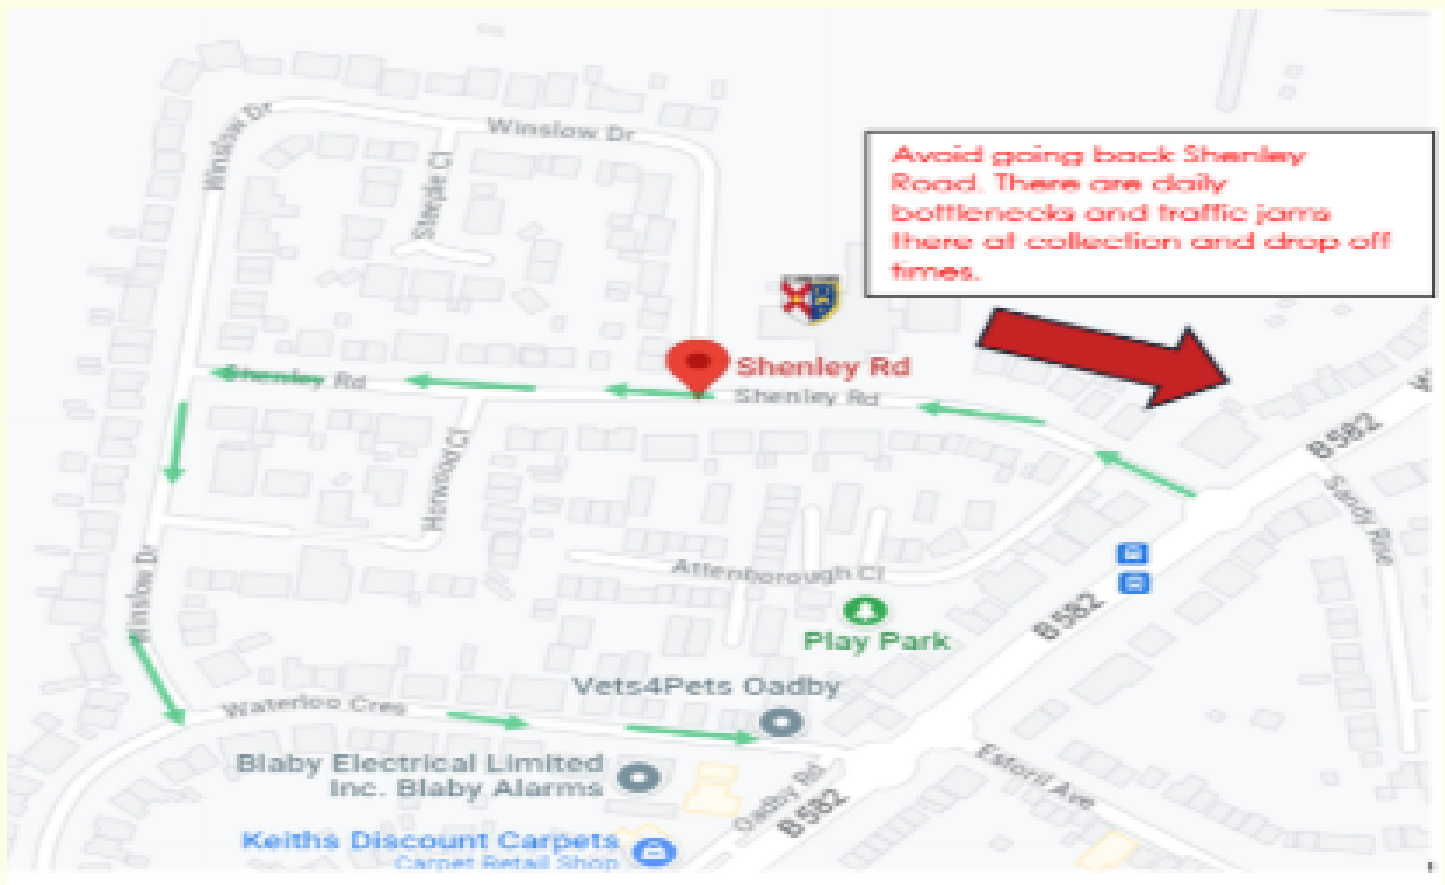 Winslow Dr
Winslow Dr
Steeple Cl
Avoid going back Shenley
Road. There are daily
bottlenecks and traffic jams
there at collection and drop off
times.
Shenley Rd
Shenley Rd
Shenley Rd
B582
Sandy Rise
Horwood Cl
Attenborough Cl
Winslow Dr
B582
Play Park
Vets4Pets Oadby
Waterloo Cres
Blaby Electrical Limited
Inc. Blaby Alarms
Oadby Rd
B582
Estoril Ave
Keiths Discount Carpets
Carpet Retail Shop